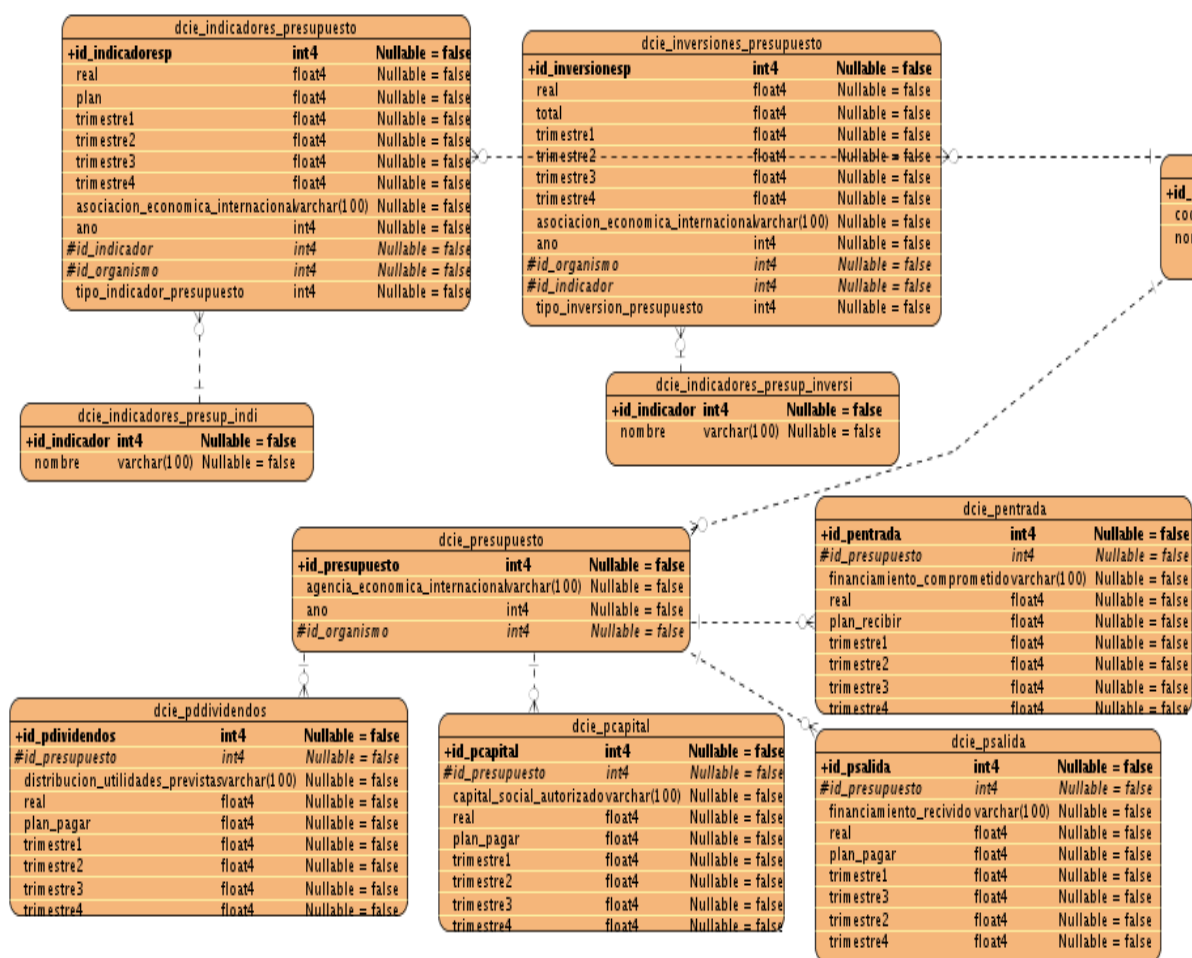 dcie_indicadores_presupuesto
+id_indicadoresp int4 Nullable = false
real float4 Nullable = false
plan float4 Nullable = false
trimestre1 float4 Nullable = false
trimestre2 float4 Nullable = false
trimestre3 float4 Nullable = false
trimestre4 float4 Nullable = false
asociacion_economica_internacional varchar(100) Nullable = false
ano int4 Nullable = false
#id_indicador int4 Nullable = false
#id_organismo int4 Nullable = false
tipo_indicador_presupuesto int4 Nullable = false
dcie_inversiones_presupuesto
+id_inversionesp int4 Nullable = false
real float4 Nullable = false
total float4 Nullable = false
trimestre1 float4 Nullable = false
trimestre2 float4 Nullable = false
trimestre3 float4 Nullable = false
trimestre4 float4 Nullable = false
asociacion_economica_internacional varchar(100) Nullable = false
ano int4 Nullable = false
#id_organismo int4 Nullable = false
#id_indicador int4 Nullable = false
tipo_inversion_presupuesto int4 Nullable = false
+id_
dcie_indicadores_presup_indi
+id_indicador int4 Nullable = false
nombre varchar(100) Nullable = false
dcie_indicadores_presup_inversi
+id_indicador int4 Nullable = false
nombre varchar(100) Nullable = false
dcie_presupuesto
+id_presupuesto int4 Nullable = false
agencia_economica_internacional varchar(100) Nullable = false
ano int4 Nullable = false
#id_organismo int4 Nullable = false
dcie_pentrada
+id_pentrada int4 Nullable = false
#id_presupuesto int4 Nullable = false
financiamiento_comprometido varchar(100) Nullable = false
real float4 Nullable = false
plan_recibir float4 Nullable = false
trimestre1 float4 Nullable = false
trimestre2 float4 Nullable = false
trimestre3 float4 Nullable = false
trimestre4 float4 Nullable = false
dcie_pddividendos
+id_pdividendos int4 Nullable = false
#id_presupuesto int4 Nullable = false
distribucion_utilidades_previstas varchar(100) Nullable = false
real float4 Nullable = false
plan_pagar float4 Nullable = false
trimestre1 float4 Nullable = false
trimestre2 float4 Nullable = false
trimestre3 float4 Nullable = false
trimestre4 float4 Nullable = false
dcie_pcapital
+id_pcapital int4 Nullable = false
#id_presupuesto int4 Nullable = false
capital_social_autorizado varchar(100) Nullable = false
real float4 Nullable = false
plan_pagar float4 Nullable = false
trimestre1 float4 Nullable = false
trimestre2 float4 Nullable = false
trimestre3 float4 Nullable = false
trimestre4 float4 Nullable = false
dcie_psalida
+id_psalida int4 Nullable = false
#id_presupuesto int4 Nullable = false
financiamiento_recivido varchar(100) Nullable = false
real float4 Nullable = false
plan_pagar float4 Nullable = false
trimestre1 float4 Nullable = false
trimestre3 float4 Nullable = false
trimestre2 float4 Nullable = false
trimestre4 float4 Nullable = false